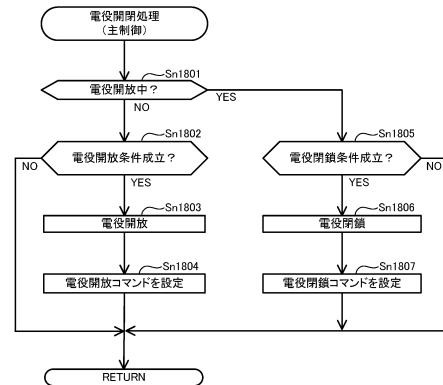 電役開閉処理
(主制御)
Sn1801
電役開放中？
YES
NO
Sn1802
電役開放条件成立？
NO
YES
Sn1805
電役閉鎖条件成立？
NO
YES
Sn1803
電役開放
Sn1806
電役閉鎖
Sn1804
電役開放コマンドを設定
Sn1807
電役閉鎖コマンドを設定
RETURN